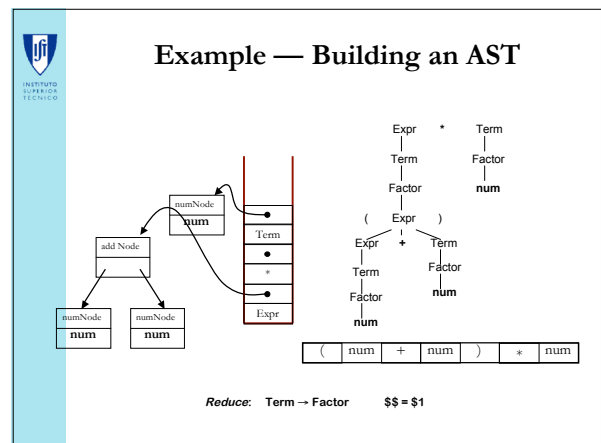 Example — Building an AST
INSTITUTO
SUPERIOR
TÉCNICO
Expr * Term
Term Factor
Factor num
( Expr )
Expr + Term
Term Factor
Factor num
num
numNode
num
add Node
numNode
num
numNode
num
Term
*
Expr
( num + num ) * num
Reduce: Term → Factor $$ = $1